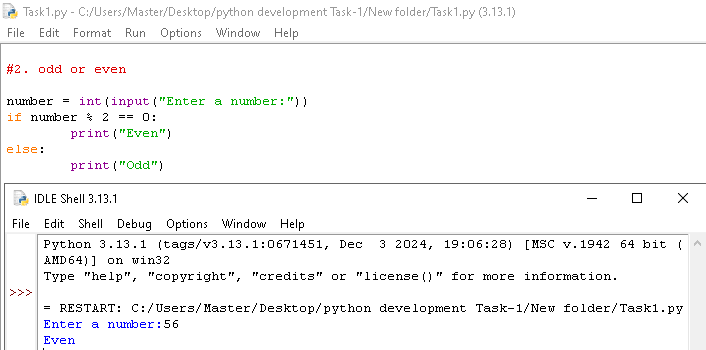 Task1.py - C:/Users/Master/Desktop/python development Task-1/New folder/Task1.py (3.13.1)
File Edit Format Run Options Window Help
#2. odd or even
number = int(input("Enter a number:"))
if number % 2 == 0:
        print("Even")
else:
        print("Odd")
IDLE Shell 3.13.1
File Edit Shell Debug Options Window Help
Python 3.13.1 (tags/v3.13.1:0671451, Dec  3 2024, 19:06:28) [MSC v.1942 64 bit (
AMD64)] on win32
Type "help", "copyright", "credits" or "license()" for more information.
>>>
= RESTART: C:/Users/Master/Desktop/python development Task-1/New folder/Task1.py
Enter a number:56
Even